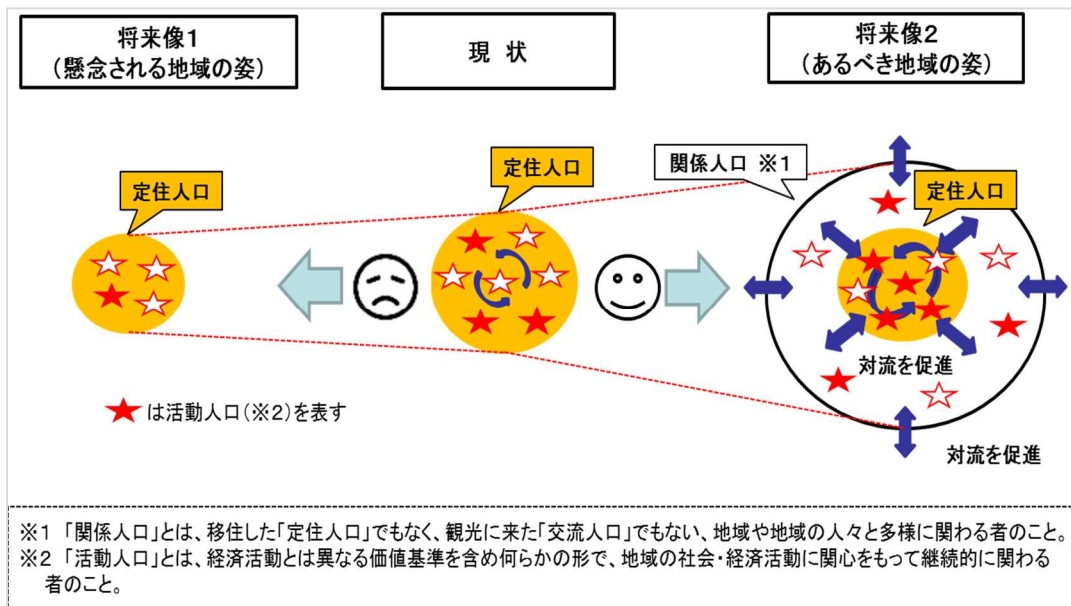 将来像1
(懸念される地域の姿)
現 状
将来像2
(あるべき地域の姿)
定住人口
定住人口
関係人口 ※1
定住人口
対流を促進
★は活動人口(※2)を表す
対流を促進
※1 「関係人口」とは、移住した「定住人口」でもなく、観光に来た「交流人口」でもない、地域や地域の人々と多様に関わる者のこと。
※2 「活動人口」とは、経済活動とは異なる価値基準を含め何らかの形で、地域の社会・経済活動に関心をもって継続的に関わる
者のこと。